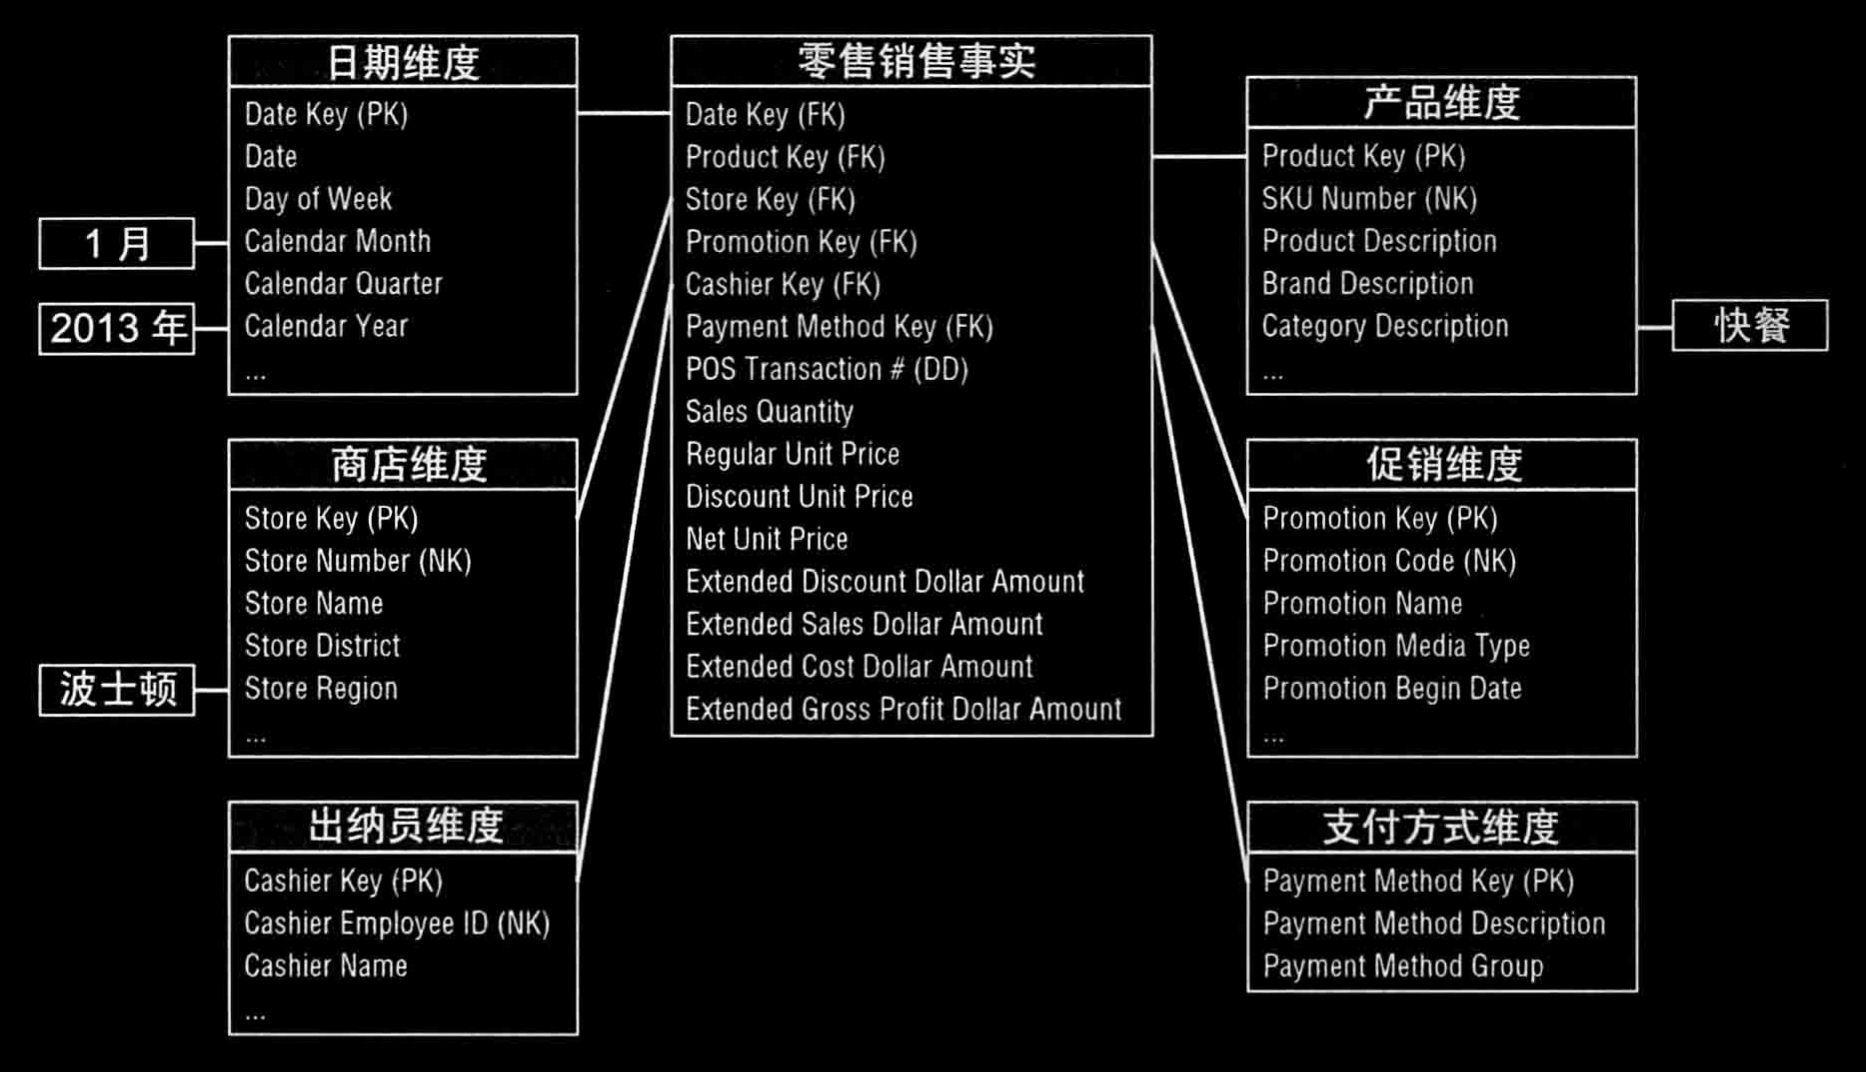 日期维度
Date Key (PK)
Date
Day of Week
Calendar Month
Calendar Quarter
Calendar Year
...
1 月
2013 年
商店维度
Store Key (PK)
Store Number (NK)
Store Name
Store District
Store Region
...
波士顿
出纳员维度
Cashier Key (PK)
Cashier Employee ID (NK)
Cashier Name
...
零售销售事实
Date Key (FK)
Product Key (FK)
Store Key (FK)
Promotion Key (FK)
Cashier Key (FK)
Payment Method Key (FK)
POS Transaction # (DD)
Sales Quantity
Regular Unit Price
Discount Unit Price
Net Unit Price
Extended Discount Dollar Amount
Extended Sales Dollar Amount
Extended Cost Dollar Amount
Extended Gross Profit Dollar Amount
产品维度
Product Key (PK)
SKU Number (NK)
Product Description
Brand Description
Category Description
...
快餐
促销维度
Promotion Key (PK)
Promotion Code (NK)
Promotion Name
Promotion Media Type
Promotion Begin Date
...
支付方式维度
Payment Method Key (PK)
Payment Method Description
Payment Method Group